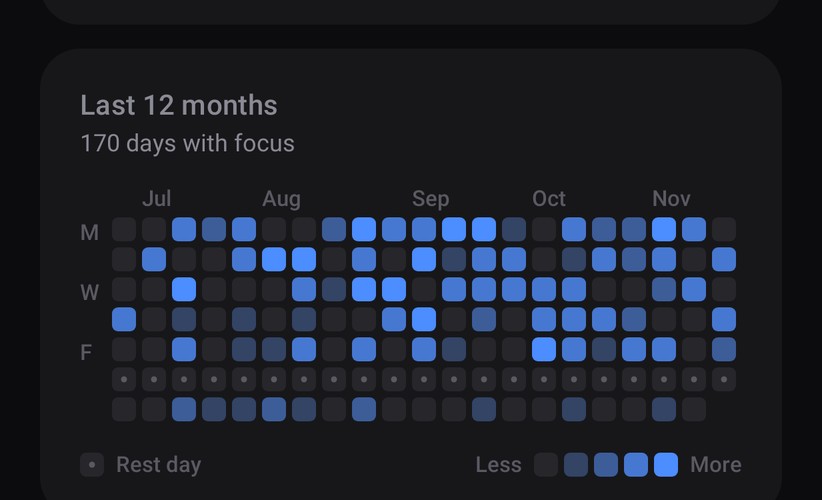 Last 12 months
170 days with focus
Jul Aug Sep Oct Nov
M
W
F
Rest day Less More